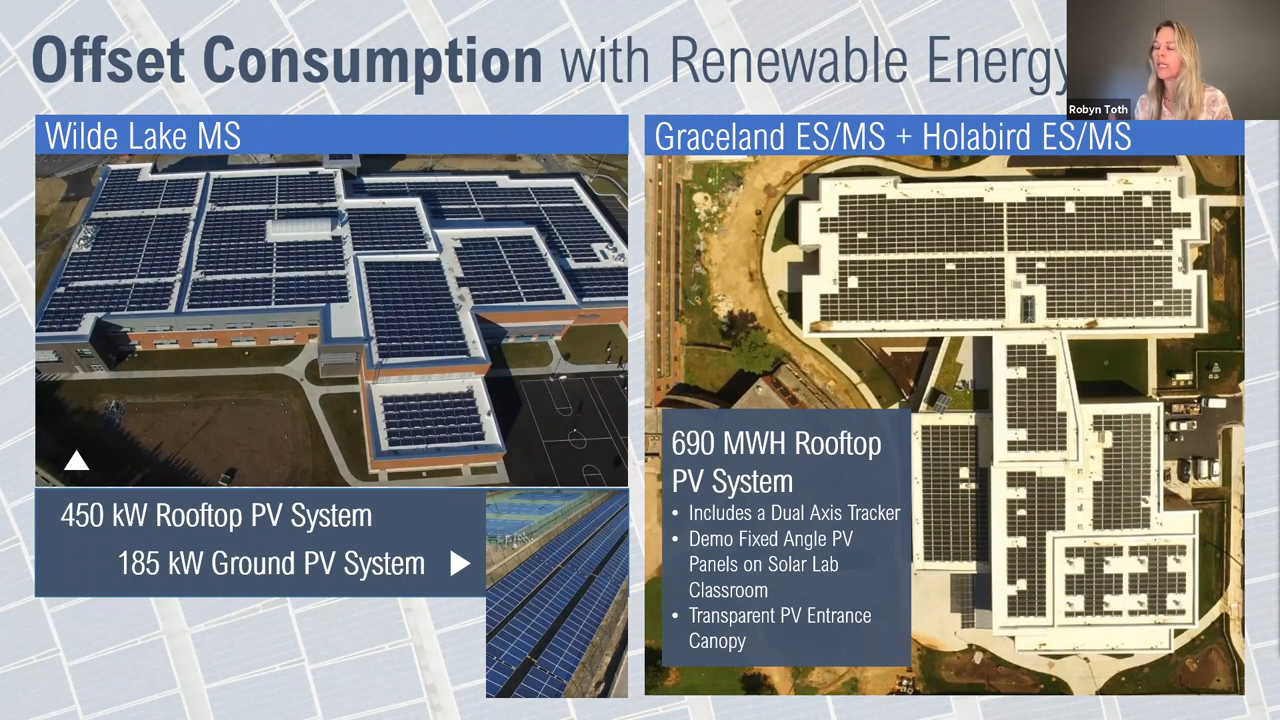 Offset Consumption with Renewable Energy
Robyn Toth
Wilde Lake MS
450 kW Rooftop PV System
185 kW Ground PV System
Graceland ES/MS + Holabird ES/MS
690 MWH Rooftop
PV System
• Includes a Dual Axis Tracker
• Demo Fixed Angle PV
Panels on Solar Lab
Classroom
• Transparent PV Entrance
Canopy